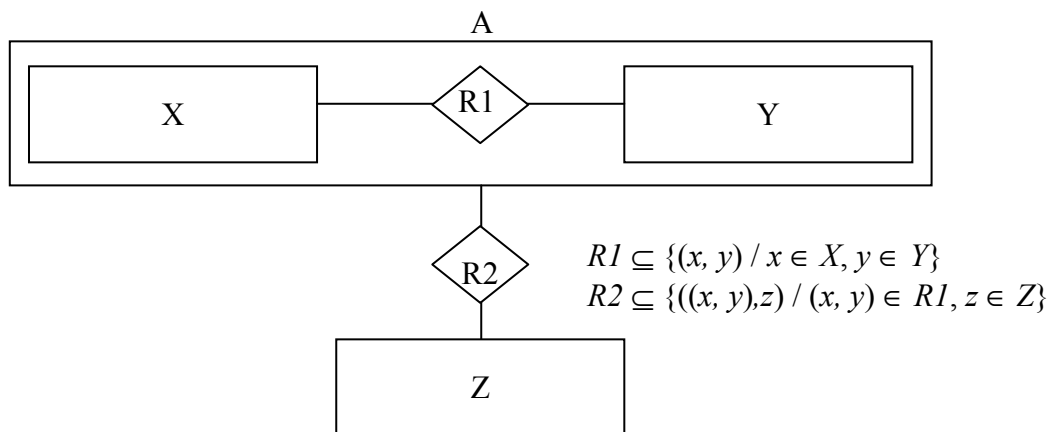 A
X R1 Y
R2
R1 ⊆ {(x, y) / x ∈ X, y ∈ Y}
R2 ⊆ {((x, y),z) / (x, y) ∈ R1, z ∈ Z}
Z